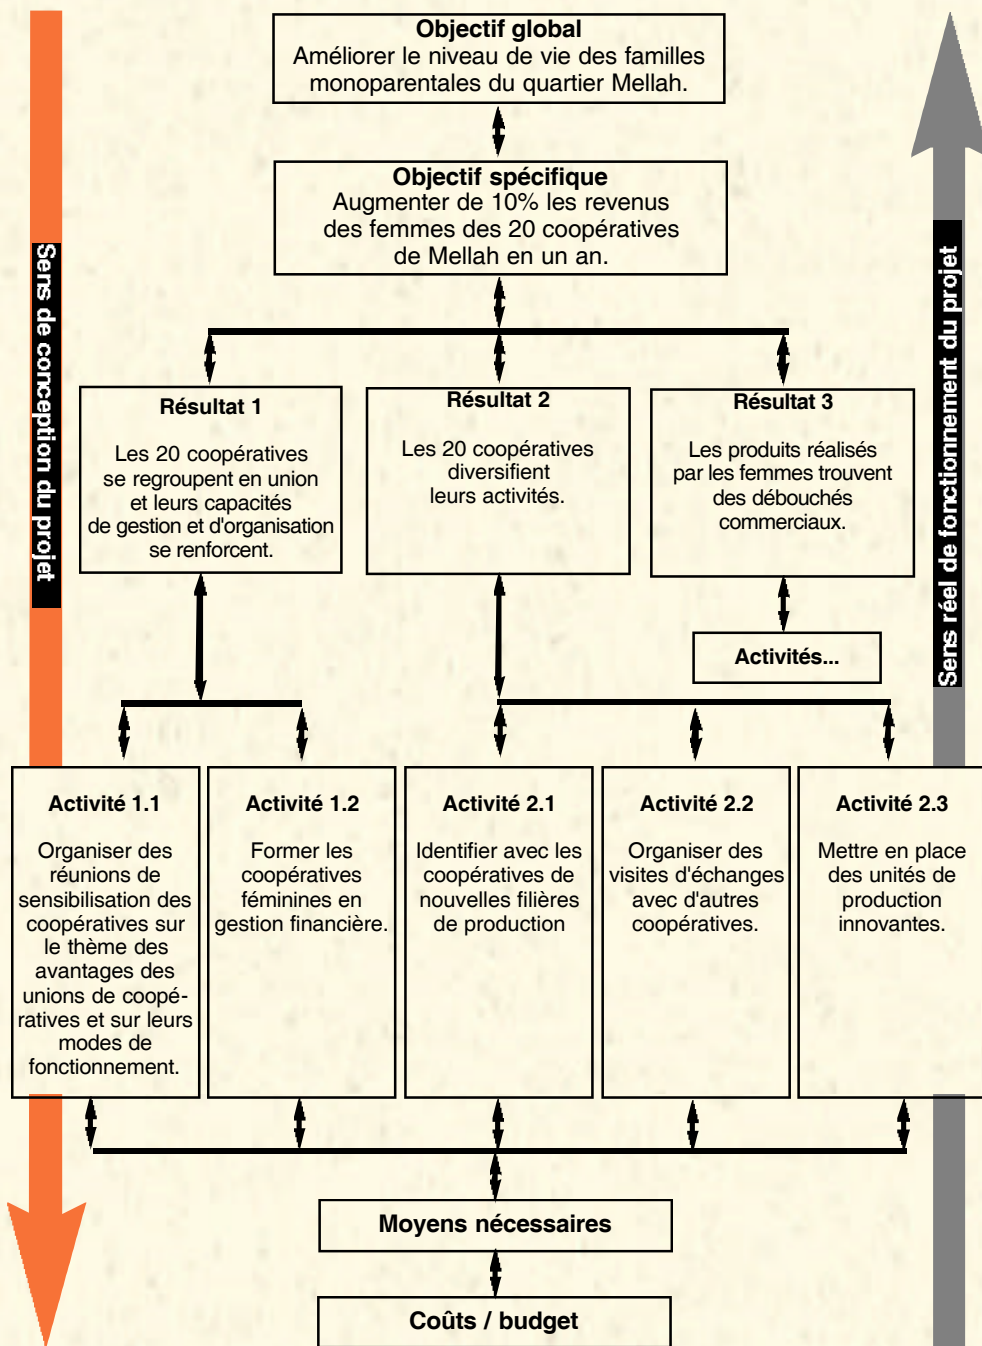 Objectif global
Améliorer le niveau de vie des familles
monoparentales du quartier Mellah.
Objectif spécifique
Augmenter de 10% les revenus
des femmes des 20 coopératives
de Mellah en un an.
Sens de conception du projet
Sens réel de fonctionnement du projet
Résultat 1
Les 20 coopératives
se regroupent en union
et leurs capacités
de gestion et d'organisation
se renforcent.
Résultat 2
Les 20 coopératives
diversifient
leurs activités.
Résultat 3
Les produits réalisés
par les femmes trouvent
des débouchés
commerciaux.
Activités...
Activité 1.1
Organiser des
réunions de
sensibilisation des
coopératives sur
le thème des
avantages des
unions de coopé-
ratives et sur leurs
modes de
fonctionnement.
Activité 1.2
Former les
coopératives
féminines en
gestion financière.
Activité 2.1
Identifier avec les
coopératives de
nouvelles filières
de production
Activité 2.2
Organiser des
visites d'échanges
avec d'autres
coopératives.
Activité 2.3
Mettre en place
des unités de
production
innovantes.
Moyens nécessaires
Coûts / budget